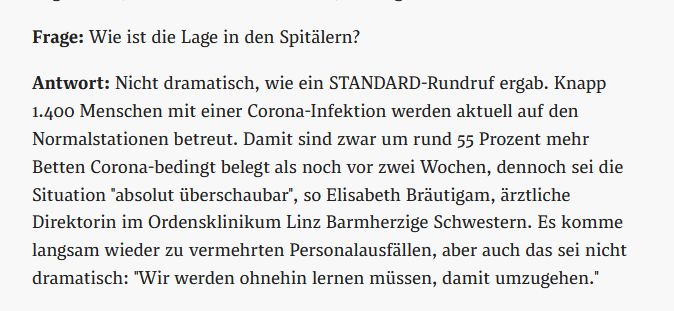 Frage: Wie ist die Lage in den Spitälern?
Antwort: Nicht dramatisch, wie ein STANDARD-Rundruf ergab. Knapp
1.400 Menschen mit einer Corona-Infektion werden aktuell auf den
Normalstationen betreut. Damit sind zwar um rund 55 Prozent mehr
Betten Corona-bedingt belegt als noch vor zwei Wochen, dennoch sei die
Situation "absolut überschaubar", so Elisabeth Bräutigam, ärztliche
Direktorin im Ordensklinikum Linz Barmherzige Schwestern. Es komme
langsam wieder zu vermehrten Personalausfällen, aber auch das sei nicht
dramatisch: "Wir werden ohnehin lernen müssen, damit umzugehen."